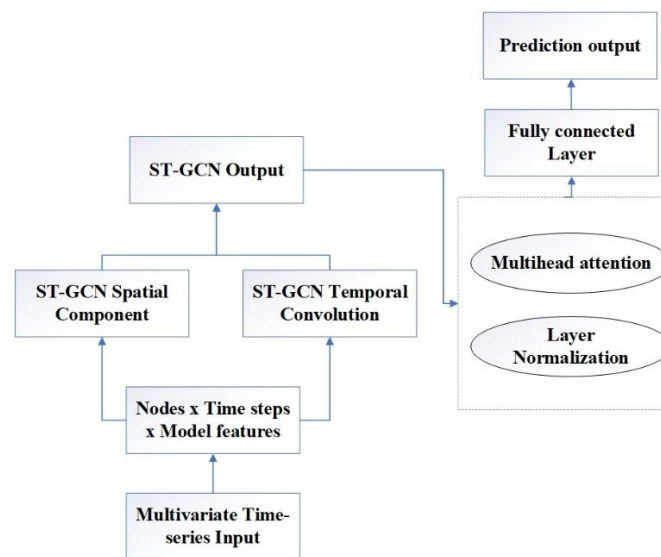 Prediction output
Fully connected
Layer
ST-GCN Output
Multihead attention
ST-GCN Spatial
Component
ST-GCN Temporal
Convolution
Layer
Normalization
Nodes x Time steps
x Model features
Multivariate Time-
series Input